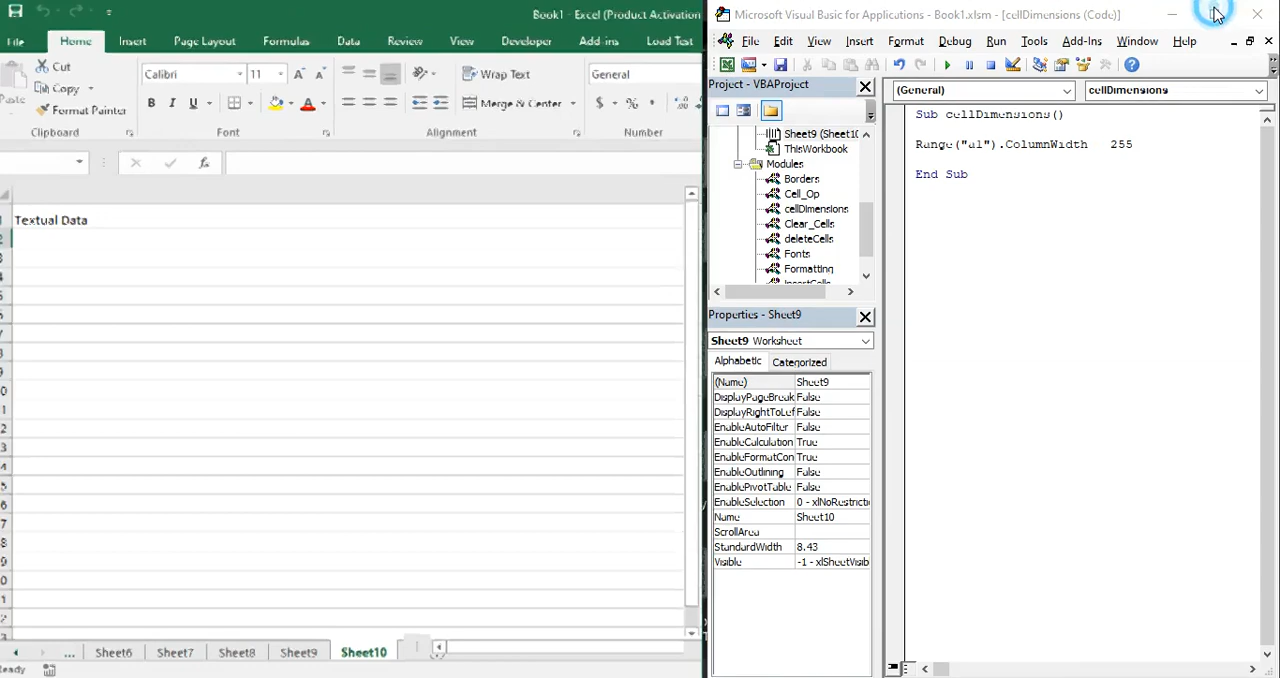 Book1 - Excel (Product Activation
File Home Insert Page Layout Formulas Data Review View Developer Add-ins Load Test
Cut
Copy
Format Painter
Paste
Clipboard
Calibri 11
B I U
Font
Wrap Text
Merge & Center
Alignment
General
$ %
Number
Textual Data
... Sheet6 Sheet7 Sheet8 Sheet9 Sheet10
Microsoft Visual Basic for Applications - Book1.xlsm - [cellDimensions (Code)]
File Edit View Insert Format Debug Run Tools Add-Ins Window Help
Project - VBAProject
Sheet9 (Sheet10
ThisWorkbook
Modules
Borders
Cell_Op
cellDimensions
Clear_Cells
deleteCells
Fonts
Formatting
insertCells
Properties - Sheet9
Sheet9 Worksheet
Alphabetic Categorized
(Name) Sheet9
DisplayPageBreak False
DisplayRightToLef False
EnableAutoFilter False
EnableCalculation True
EnableFormatCon True
EnableOutlining False
EnablePivotTable False
EnableSelection 0 - xlNoRestrictio
Name Sheet10
ScrollArea
StandardWidth 8.43
Visible -1 - xlSheetVisib
(General) cellDimensions
Sub cellDimensions()
Range("a1").ColumnWidth 255
End Sub